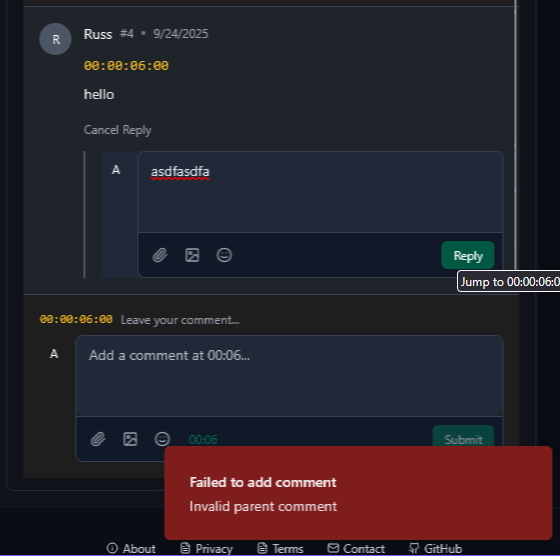 R Russ #4 • 9/24/2025
00:00:06:00
hello
Cancel Reply
A asdfasdfa
Reply
Jump to 00:00:06:0
00:00:06:00 Leave your comment...
A Add a comment at 00:06...
00:06 Submit
Failed to add comment
Invalid parent comment
About Privacy Terms Contact GitHub